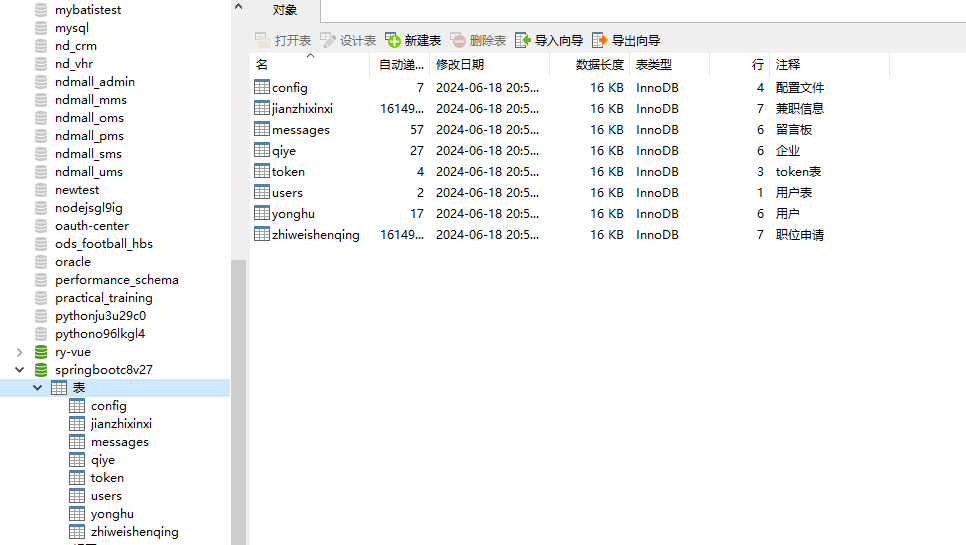 mybatistest
mysql
nd_crm
nd_vhr
ndmall_admin
ndmall_mms
ndmall_oms
ndmall_pms
ndmall_sms
ndmall_ums
newtest
nodejsgl9ig
oauth-center
ods_football_hbs
oracle
performance_schema
practical_training
pythonju3u29c0
pythono96lkgl4
ry-vue
springbootc8v27
表
config
jianzhixinxi
messages
qiye
token
users
yonghu
zhiweishenqing
对象
打开表 设计表 新建表 删除表 导入向导 导出向导
名 自动递... 修改日期 数据长度 表类型 行 注释
config 7 2024-06-18 20:5... 16 KB InnoDB 4 配置文件
jianzhixinxi 16149... 2024-06-18 20:5... 16 KB InnoDB 7 兼职信息
messages 57 2024-06-18 20:5... 16 KB InnoDB 6 留言板
qiye 27 2024-06-18 20:5... 16 KB InnoDB 6 企业
token 4 2024-06-18 20:5... 16 KB InnoDB 3 token表
users 2 2024-06-18 20:5... 16 KB InnoDB 1 用户表
yonghu 17 2024-06-18 20:5... 16 KB InnoDB 6 用户
zhiweishenqing 16149... 2024-06-18 20:5... 16 KB InnoDB 7 职位申请